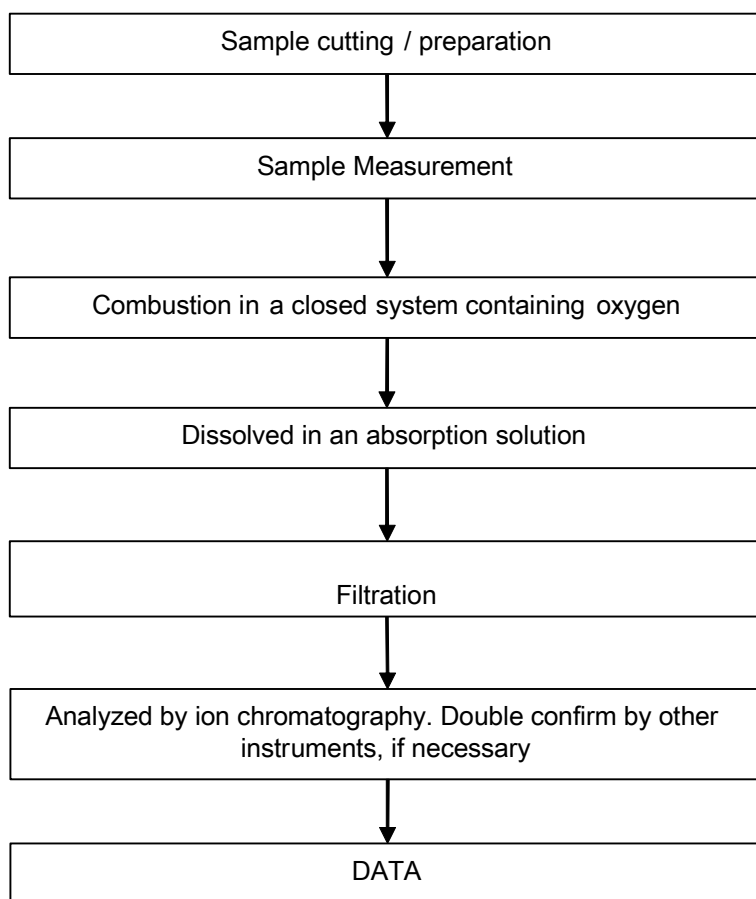 Sample cutting / preparation
Sample Measurement
Combustion in a closed system containing oxygen
Dissolved in an absorption solution
Filtration
Analyzed by ion chromatography. Double confirm by other
instruments, if necessary
DATA